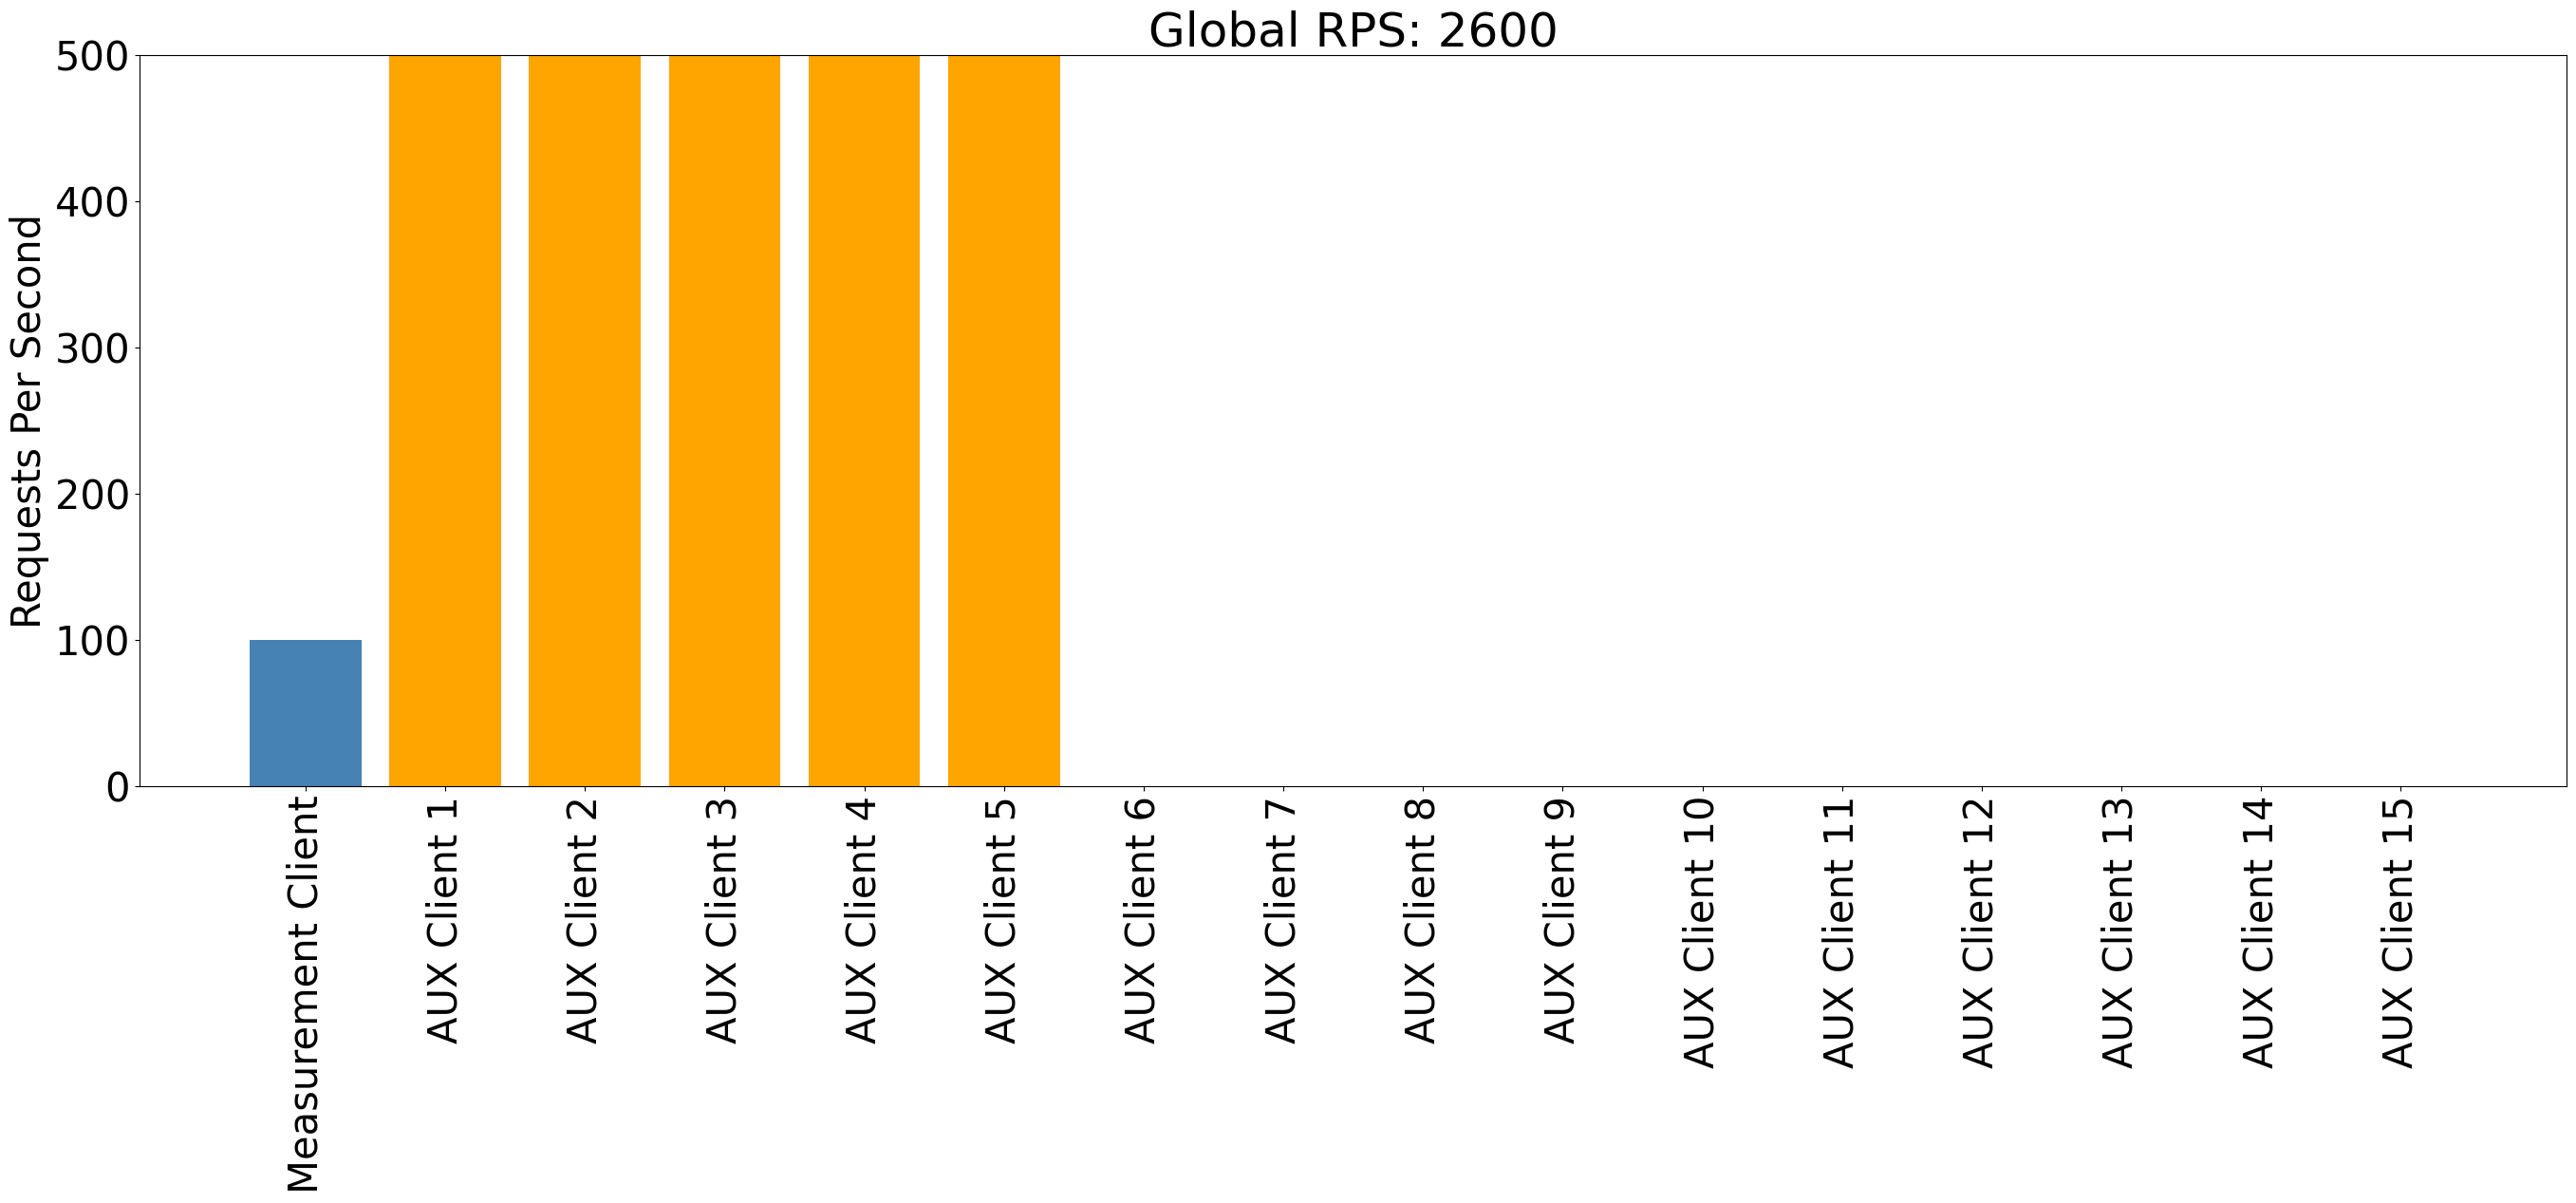 Global RPS: 2600
Requests Per Second
500
400
300
200
100
0
Measurement Client
AUX Client 1
AUX Client 2
AUX Client 3
AUX Client 4
AUX Client 5
AUX Client 6
AUX Client 7
AUX Client 8
AUX Client 9
AUX Client 10
AUX Client 11
AUX Client 12
AUX Client 13
AUX Client 14
AUX Client 15